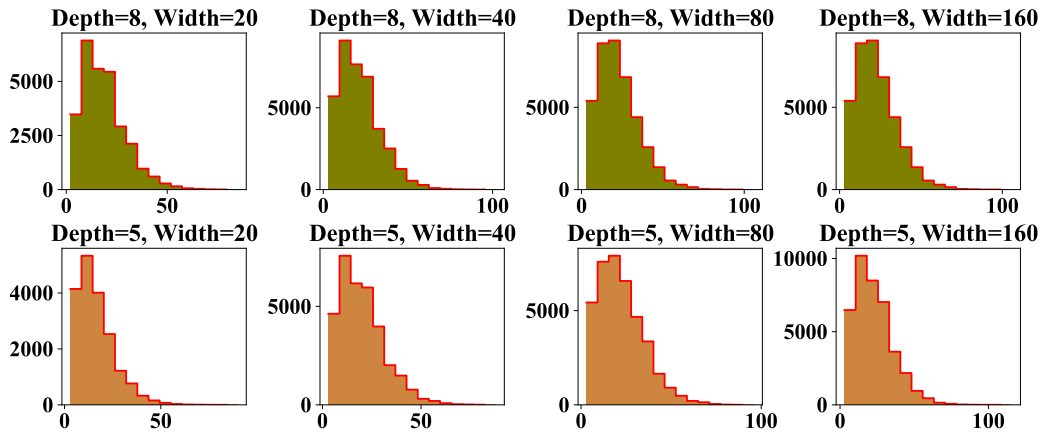 Depth=8, Width=20 Depth=8, Width=40 Depth=8, Width=80 Depth=8, Width=160
5000 5000 5000 5000
2500
0 0 0 0
0 50 0 100 0 100 0 100
Depth=5, Width=20 Depth=5, Width=40 Depth=5, Width=80 Depth=5, Width=160
10000
4000 5000 5000 5000
2000
0 0 0 0
0 50 0 50 0 100 0 100